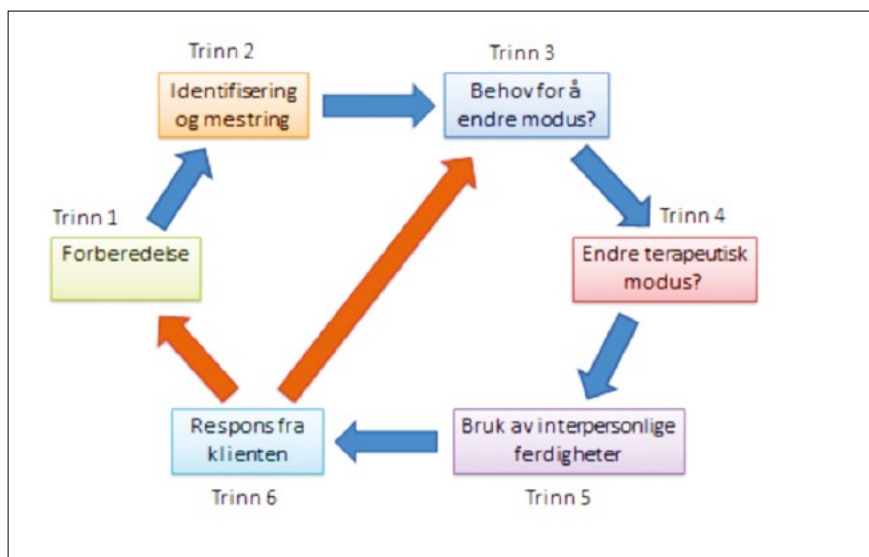 Trinn 2
Identifisering
og mestring
Trinn 3
Behov for å
endre modus?
Trinn 1
Forberedelse
Trinn 4
Endre terapeutisk
modus?
Respons fra
klienten
Trinn 6
Bruk av interpersonlige
ferdigheter
Trinn 5